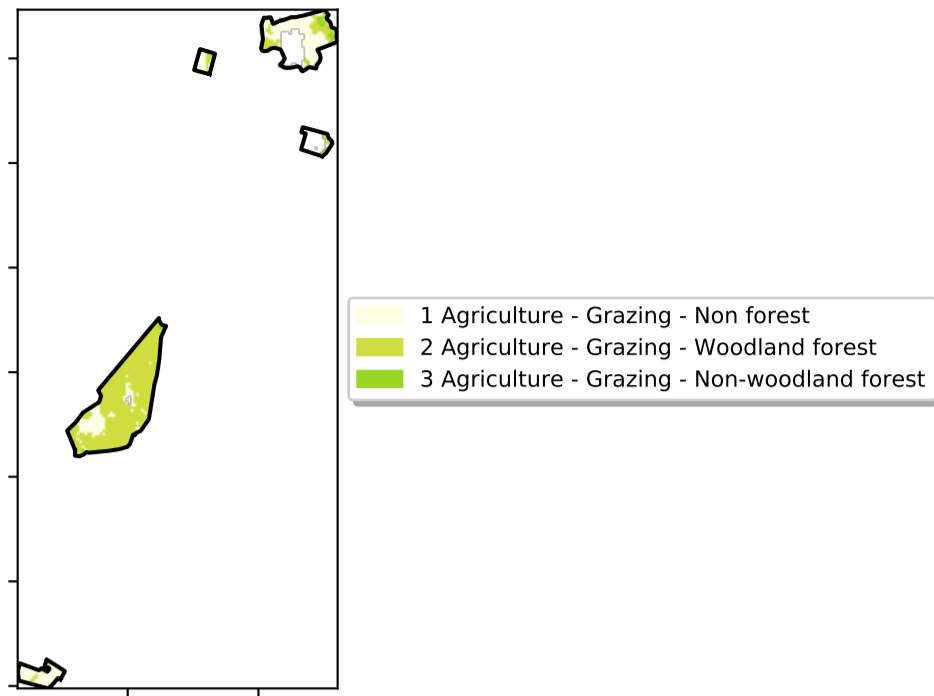 1 Agriculture - Grazing - Non forest
2 Agriculture - Grazing - Woodland forest
3 Agriculture - Grazing - Non-woodland forest